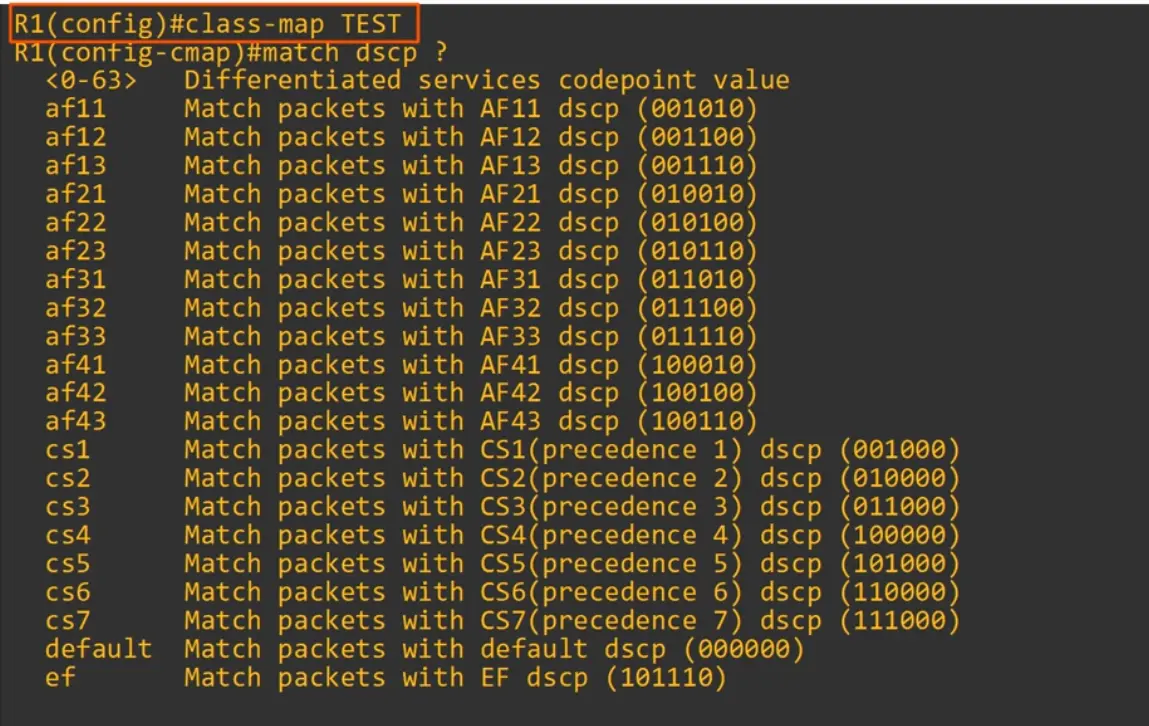 R1(config)#class-map TEST
R1(config-cmap)#match dscp ?
<0-63> Differentiated services codepoint value
af11 Match packets with AF11 dscp (001010)
af12 Match packets with AF12 dscp (001100)
af13 Match packets with AF13 dscp (001110)
af21 Match packets with AF21 dscp (010010)
af22 Match packets with AF22 dscp (010100)
af23 Match packets with AF23 dscp (010110)
af31 Match packets with AF31 dscp (011010)
af32 Match packets with AF32 dscp (011100)
af33 Match packets with AF33 dscp (011110)
af41 Match packets with AF41 dscp (100010)
af42 Match packets with AF42 dscp (100100)
af43 Match packets with AF43 dscp (100110)
cs1 Match packets with CS1(precedence 1) dscp (001000)
cs2 Match packets with CS2(precedence 2) dscp (010000)
cs3 Match packets with CS3(precedence 3) dscp (011000)
cs4 Match packets with CS4(precedence 4) dscp (100000)
cs5 Match packets with CS5(precedence 5) dscp (101000)
cs6 Match packets with CS6(precedence 6) dscp (110000)
cs7 Match packets with CS7(precedence 7) dscp (111000)
default Match packets with default dscp (000000)
ef Match packets with EF dscp (101110)